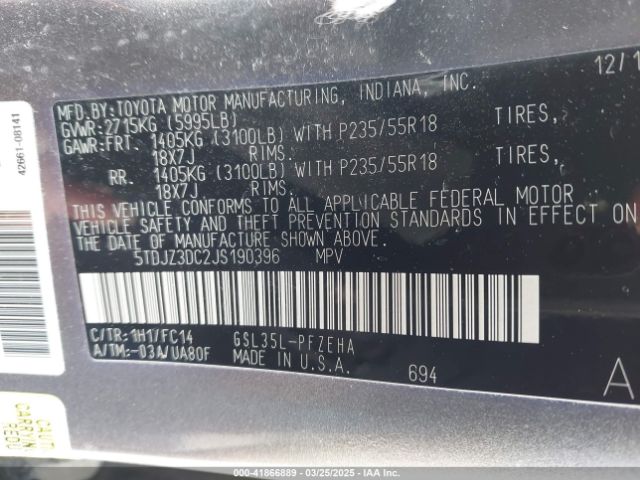 12/1
MFD.BY:TOYOTA MOTOR MANUFACTURING, INDIANA, INC.
GVWR:2715KG (5995LB)
GAWR:FRT. 1405KG (3100LB) WITH P235/55R18 TIRES,
18X7J RIMS.
RR. 1405KG (3100LB) WITH P235/55R18 TIRES,
18X7J RIMS.
THIS VEHICLE CONFORMS TO ALL APPLICABLE FEDERAL MOTOR
VEHICLE SAFETY AND THEFT PREVENTION STANDARDS IN EFFECT ON
THE DATE OF MANUFACTURE SHOWN ABOVE.
5TDJZ3DC2JS190396 MPV
C/TR:1H1/FC14 GSL35L-PFZEHA
A/TM:-03A/UA80F MADE IN U.S.A.
694 A
42661-08141
CAUTI
CARRYIN
REDU
000-41866889 - 03/25/2025 - IAA Inc.